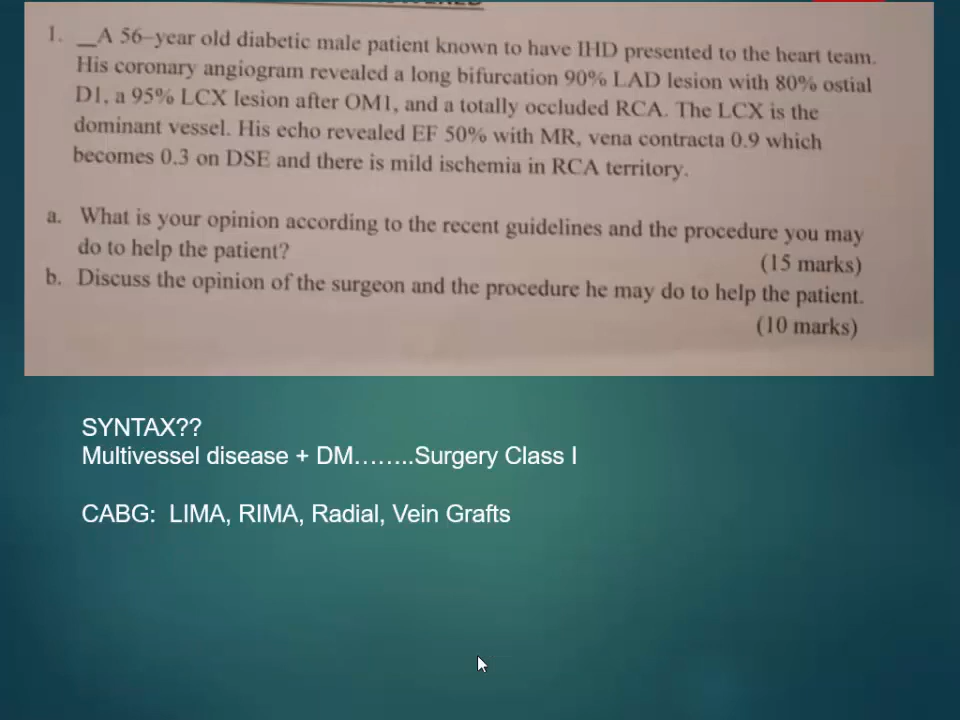 1. __A 56–year old diabetic male patient known to have IHD presented to the heart team.
His coronary angiogram revealed a long bifurcation 90% LAD lesion with 80% ostial
D1, a 95% LCX lesion after OM1, and a totally occluded RCA. The LCX is the
dominant vessel. His echo revealed EF 50% with MR, vena contracta 0.9 which
becomes 0.3 on DSE and there is mild ischemia in RCA territory.
a. What is your opinion according to the recent guidelines and the procedure you may
do to help the patient? (15 marks)
b. Discuss the opinion of the surgeon and the procedure he may do to help the patient.
(10 marks)
SYNTAX??
Multivessel disease + DM……..Surgery Class I
CABG: LIMA, RIMA, Radial, Vein Grafts